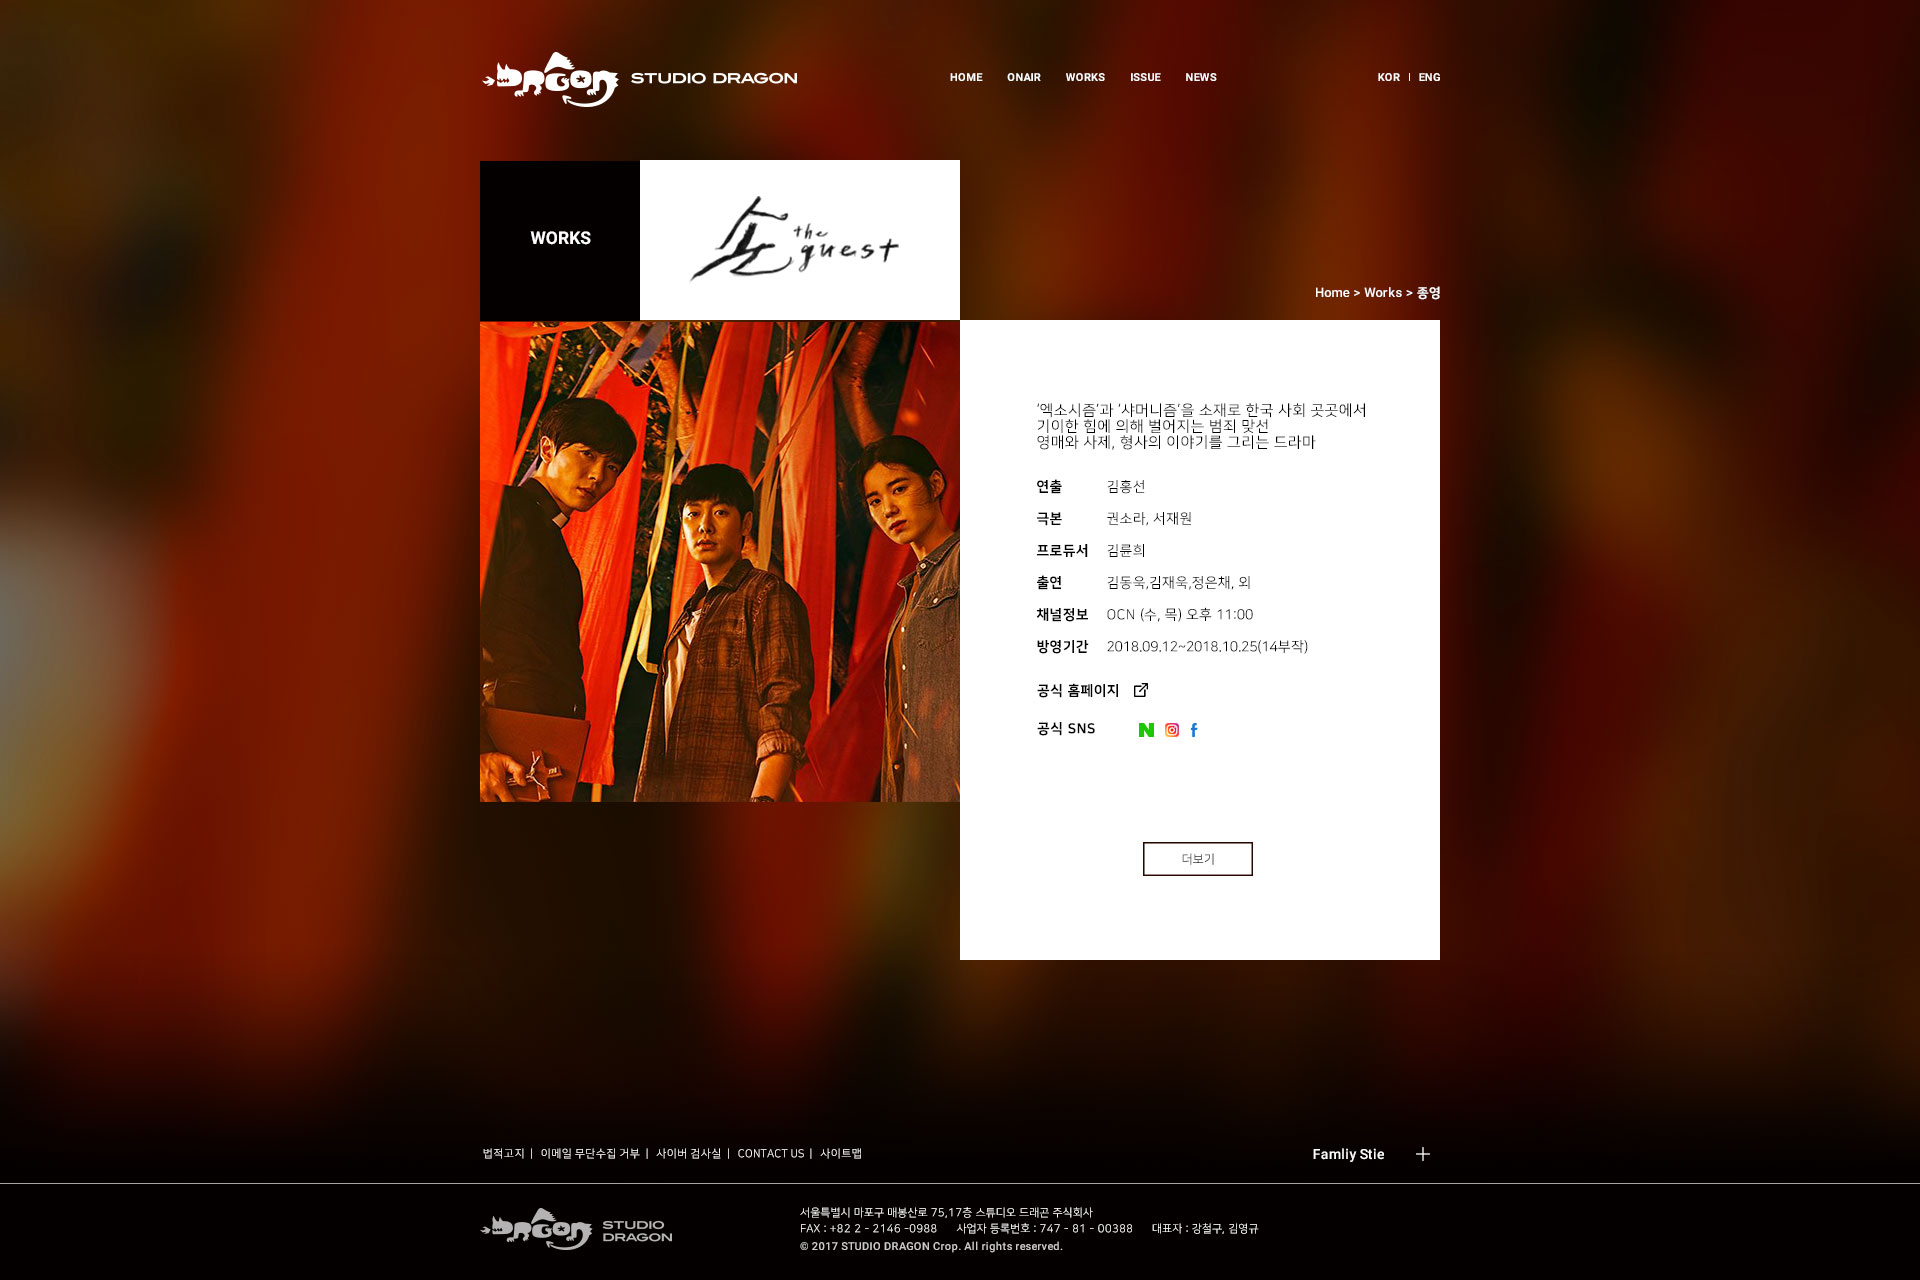 DRAGON STUDIO DRAGON
HOME ONAIR WORKS ISSUE NEWS
KOR | ENG
WORKS
손 the guest
Home > Works > 종영
'엑소시즘'과 '샤머니즘'을 소재로 한국 사회 곳곳에서
기이한 힘에 의해 벌어지는 범죄 맞선
영매와 사제, 형사의 이야기를 그리는 드라마
연출 김홍선
극본 권소라, 서재원
프로듀서 김륜희
출연 김동욱,김재욱,정은채, 외
채널정보 OCN (수, 목) 오후 11:00
방영기간 2018.09.12~2018.10.25(14부작)
공식 홈페이지
공식 SNS N f
더보기
법적고지 | 이메일 무단수집 거부 | 사이버 검사실 | CONTACT US | 사이트맵
Famliy Stie +
DRAGON STUDIO
DRAGON
서울특별시 마포구 매봉산로 75,17층 스튜디오 드래곤 주식회사
FAX : +82 2 - 2146 -0988 사업자 등록번호 : 747 - 81 - 00388 대표자 : 강철구, 김영규
© 2017 STUDIO DRAGON Crop. All rights reserved.